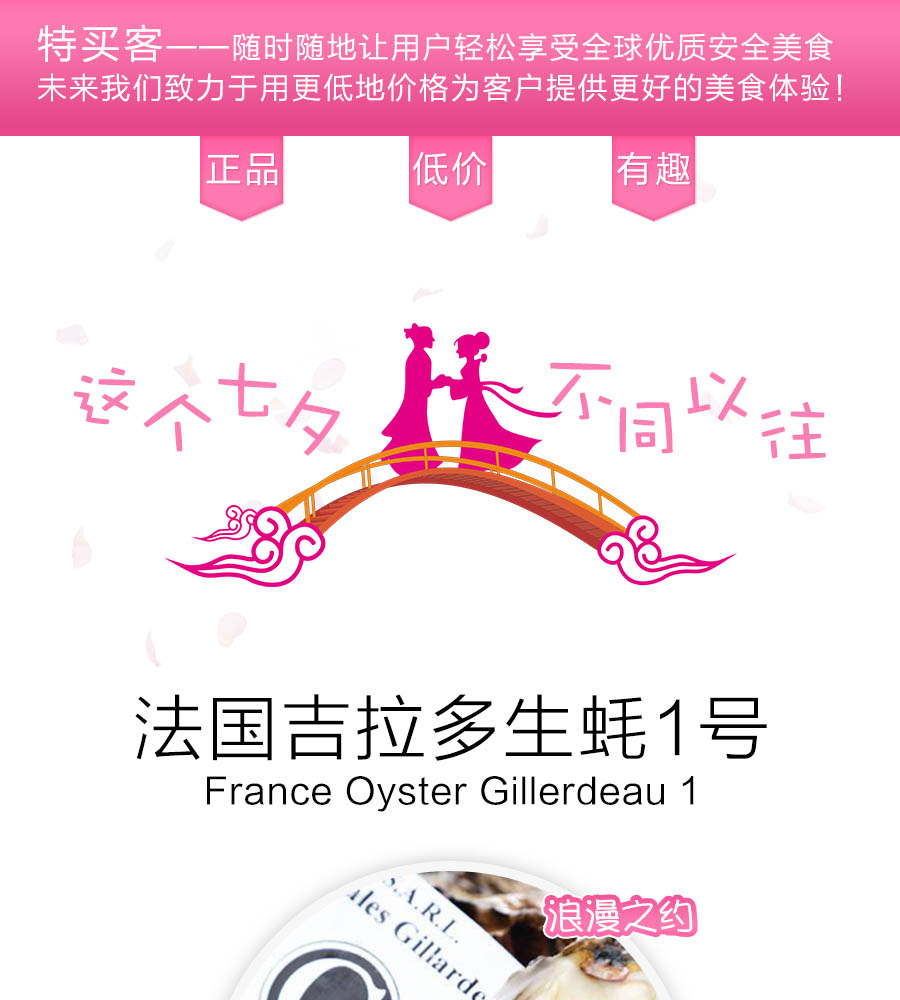 特买客——随时随地让用户轻松享受全球优质安全美食
未来我们致力于用更低地价格为客户提供更好的美食体验!
正品 低价 有趣
这个七夕 不同以往
法国吉拉多生蚝1号
France Oyster Gillerdeau 1
浪漫之约
S.A.R.L.
ules Gillarde